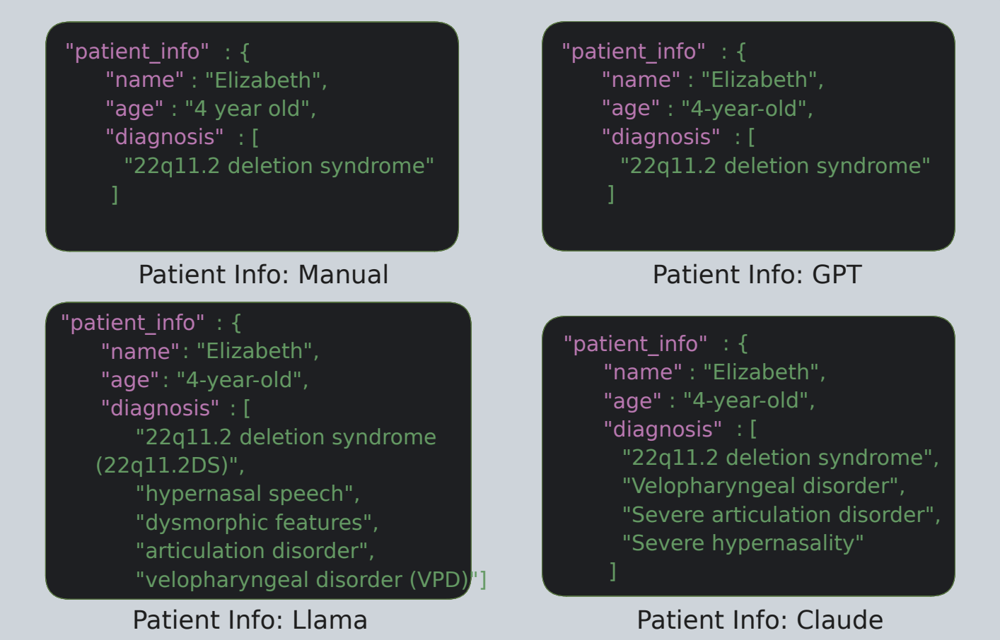 "patient_info" : {
"name" : "Elizabeth",
"age" : "4 year old",
"diagnosis" : [
"22q11.2 deletion syndrome"
]
Patient Info: Manual
"patient_info" : {
"name" : "Elizabeth",
"age" : "4-year-old",
"diagnosis" : [
"22q11.2 deletion syndrome"
]
Patient Info: GPT
"patient_info" : {
"name" : "Elizabeth",
"age" : "4-year-old",
"diagnosis" : [
"22q11.2 deletion syndrome
(22q11.2DS)",
"hypernasal speech",
"dysmorphic features",
"articulation disorder",
"velopharyngeal disorder (VPD)"]
Patient Info: Llama
"patient_info" : {
"name" : "Elizabeth",
"age" : "4-year-old",
"diagnosis" : [
"22q11.2 deletion syndrome",
"Velopharyngeal disorder",
"Severe articulation disorder",
"Severe hypernasality"
]
Patient Info: Claude